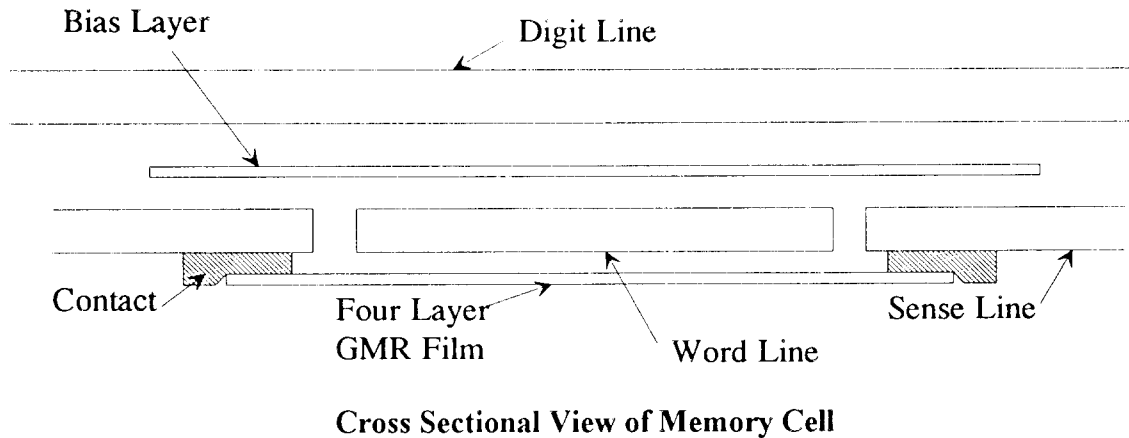 Bias Layer
Digit Line
Contact
Four Layer
GMR Film
Word Line
Sense Line
Cross Sectional View of Memory Cell